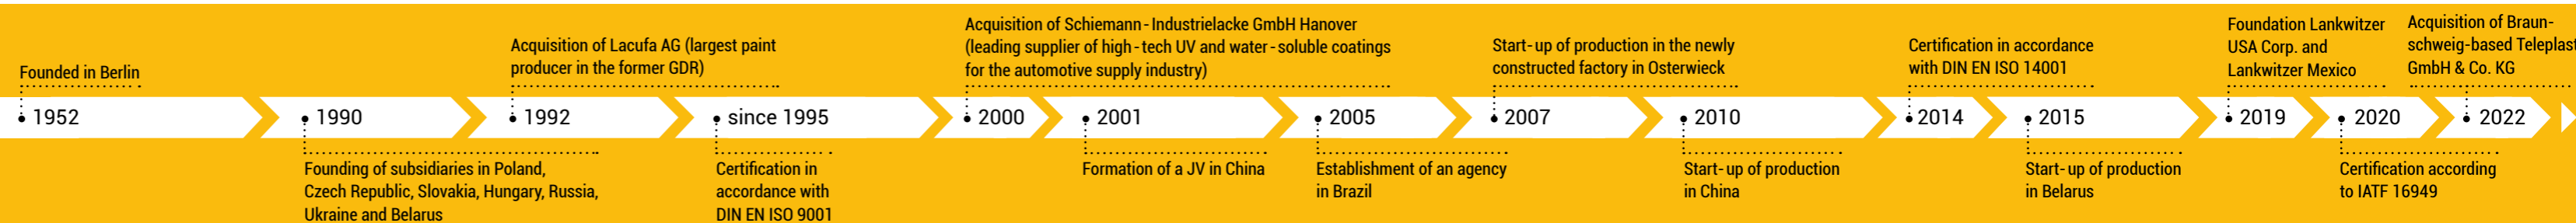 Founded in Berlin
1952
1990
Founding of subsidiaries in Poland,
Czech Republic, Slovakia, Hungary, Russia,
Ukraine and Belarus
Acquisition of Lacufa AG (largest paint
producer in the former GDR)
1992
since 1995
Certification in
accordance with
DIN EN ISO 9001
Acquisition of Schiemann-Industrielacke GmbH Hanover
(leading supplier of high-tech UV and water-soluble coatings
for the automotive supply industry)
2000
2001
Formation of a JV in China
2005
Establishment of an agency
in Brazil
Start-up of production in the newly
constructed factory in Osterwieck
2007
2010
Start-up of production
in China
Certification in accordance
with DIN EN ISO 14001
2014
2015
Start-up of production
in Belarus
Foundation Lankwitzer
USA Corp. and
Lankwitzer Mexico
2019
2020
Certification according
to IATF 16949
Acquisition of Braun-
schweig-based Teleplast
GmbH & Co. KG
2022